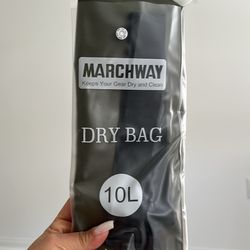 MARCHWAY
Keeps Your Gear Dry and Clean
DRY BAG
10L